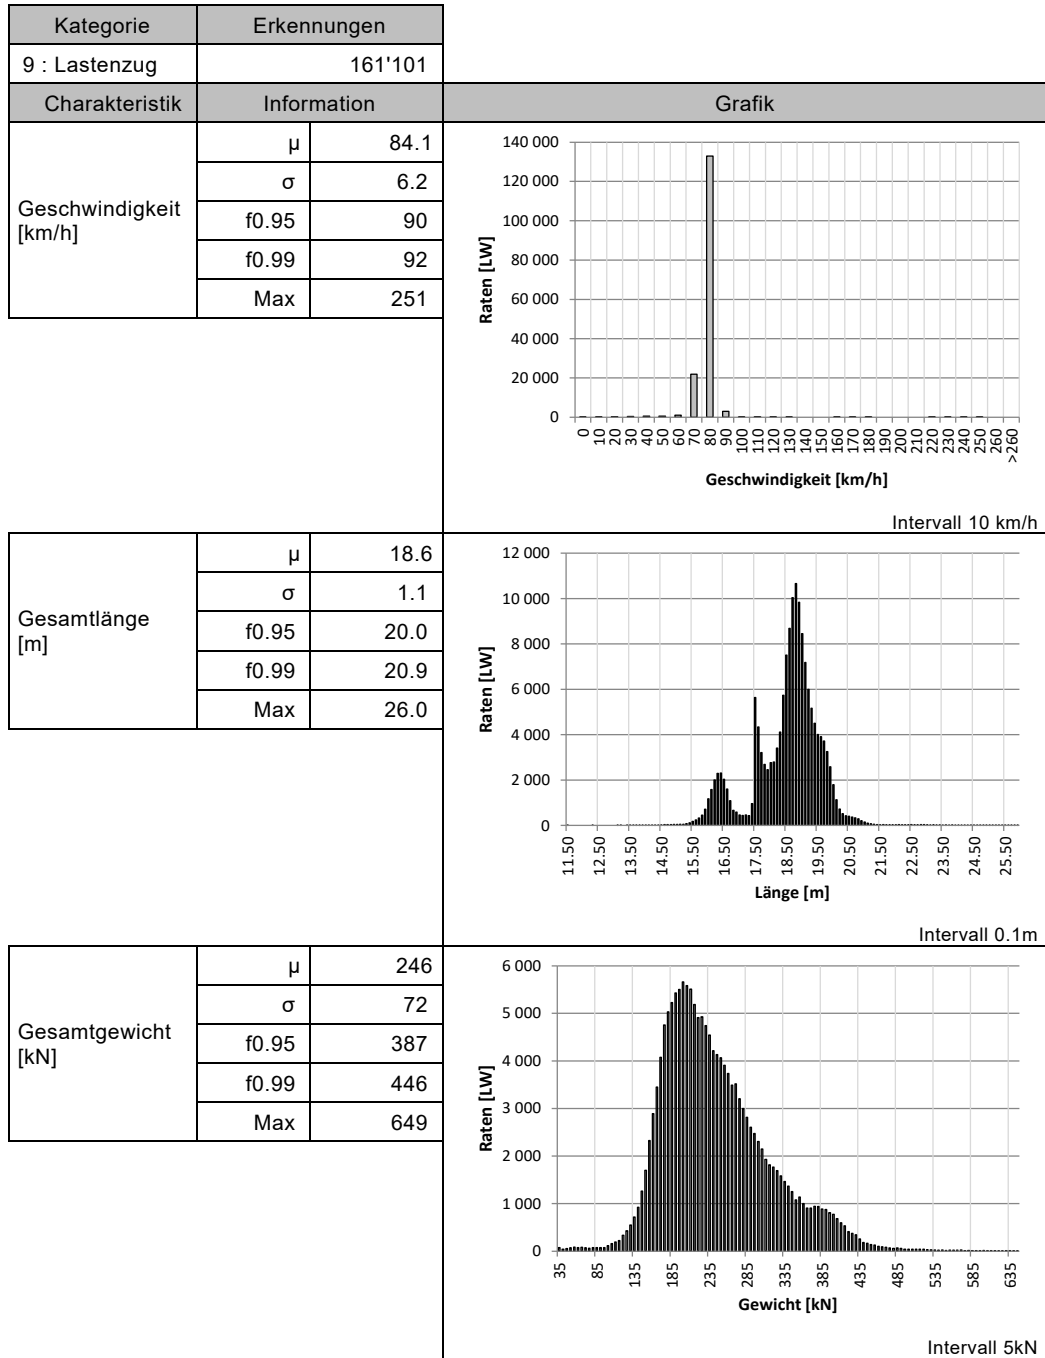 Kategorie Erkennungen
9 : Lastenzug 161'101
Charakteristik Information Grafik
Geschwindigkeit
[km/h]
µ 84.1
σ 6.2
f0.95 90
f0.99 92
Max 251
140 000
120 000
100 000
80 000
60 000
40 000
20 000
0
Raten [LW]
0 10 20 30 40 50 60 70 80 90 100 110 120 130 140 150 160 170 180 190 200 210 220 230 240 250 260 >260
Geschwindigkeit [km/h]
Intervall 10 km/h
Gesamtlänge
[m]
µ 18.6
σ 1.1
f0.95 20.0
f0.99 20.9
Max 26.0
12 000
10 000
8 000
6 000
4 000
2 000
0
Raten [LW]
11.50 12.50 13.50 14.50 15.50 16.50 17.50 18.50 19.50 20.50 21.50 22.50 23.50 24.50 25.50
Länge [m]
Intervall 0.1m
Gesamtgewicht
[kN]
µ 246
σ 72
f0.95 387
f0.99 446
Max 649
6 000
5 000
4 000
3 000
2 000
1 000
0
Raten [LW]
35 85 135 185 235 285 335 385 435 485 535 585 635
Gewicht [kN]
Intervall 5kN